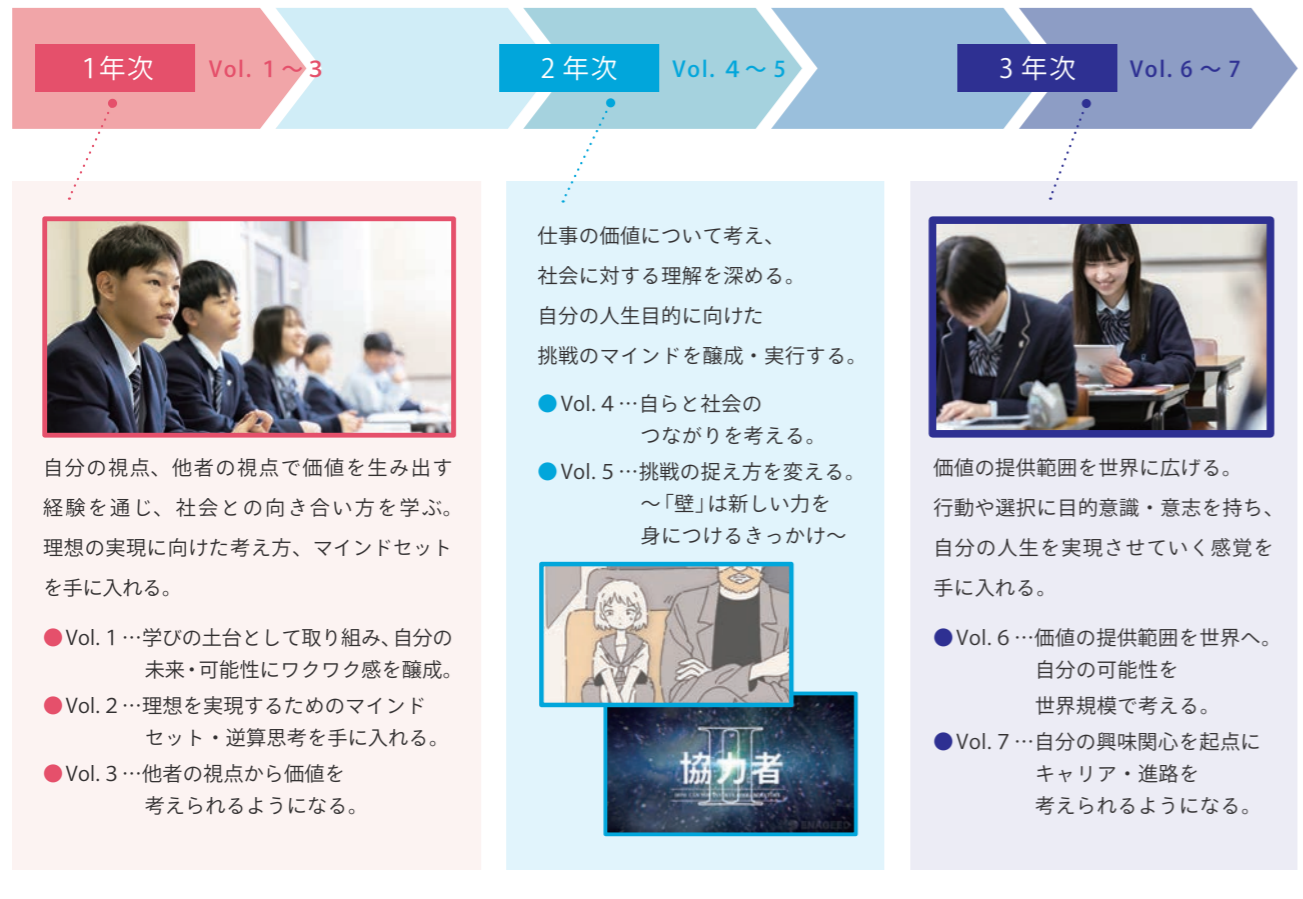 1年次
Vol. 1～3
2年次
Vol. 4～5
3年次
Vol. 6～7
自分の視点、他者の視点で価値を生み出す
経験を通じ、社会との向き合い方を学ぶ。
理想の実現に向けた考え方、マインドセット
を手に入れる。
●Vol. 1…学びの土台として取り組み、自分の
未来・可能性にワクワク感を醸成。
●Vol. 2…理想を実現するためのマインド
セット・逆算思考を手に入れる。
●Vol. 3…他者の視点から価値を
考えられるようになる。
仕事の価値について考え、
社会に対する理解を深める。
自分の人生目的に向けた
挑戦のマインドを醸成・実行する。
●Vol. 4…自らと社会の
つながりを考える。
●Vol. 5…挑戦の捉え方を変える。
～「壁」は新しい力を
身につけるきっかけ～
II
協力者
ENAGEED
価値の提供範囲を世界に広げる。
行動や選択に目的意識・意志を持ち、
自分の人生を実現させていく感覚を
手に入れる。
●Vol. 6…価値の提供範囲を世界へ。
自分の可能性を
世界規模で考える。
●Vol. 7…自分の興味関心を起点に
キャリア・進路を
考えられるようになる。